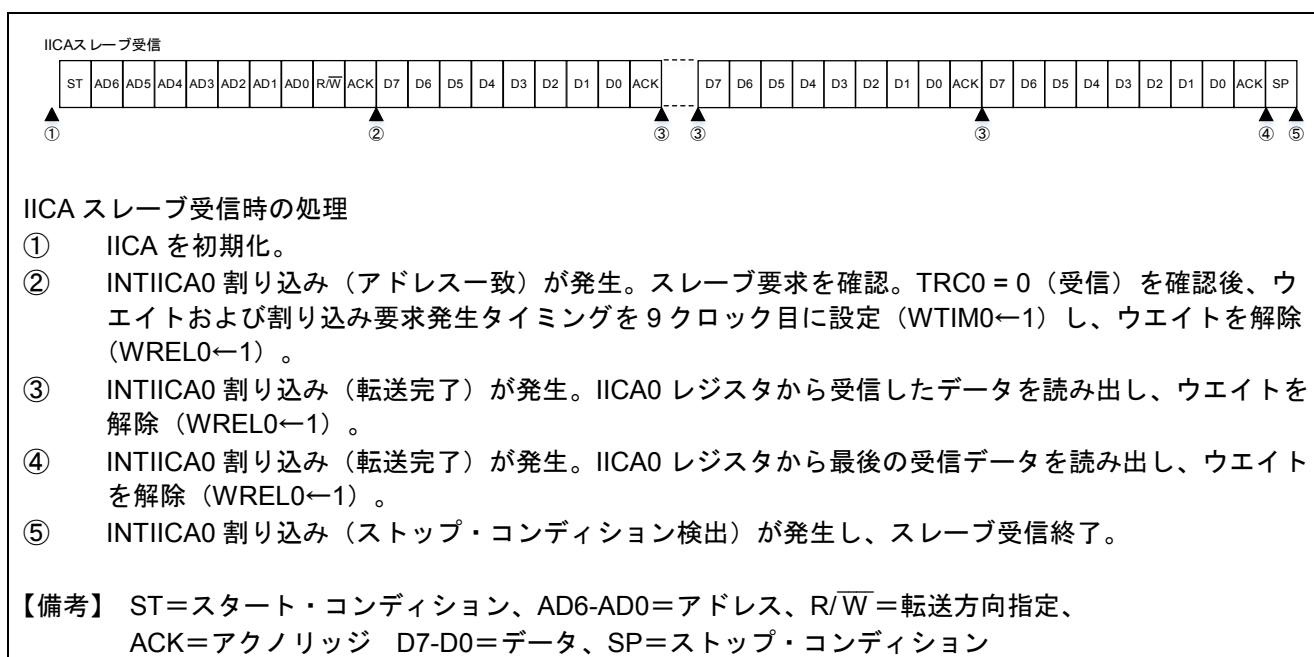 IICAスレーブ受信
ST AD6 AD5 AD4 AD3 AD2 AD1 AD0 R/W ACK D7 D6 D5 D4 D3 D2 D1 D0 ACK D7 D6 D5 D4 D3 D2 D1 D0 ACK D7 D6 D5 D4 D3 D2 D1 D0 ACK SP
① ② ③ ③ ③ ④ ⑤
IICA スレーブ受信時の処理
① IICA を初期化。
② INTIICA0 割り込み（アドレス一致）が発生。スレーブ要求を確認。TRC0 = 0（受信）を確認後、ウ
エイトおよび割り込み要求発生タイミングを 9 クロック目に設定（WTIM0←1）し、ウエイトを解除
（WREL0←1）。
③ INTIICA0 割り込み（転送完了）が発生。IICA0 レジスタから受信したデータを読み出し、ウエイトを
解除（WREL0←1）。
④ INTIICA0 割り込み（転送完了）が発生。IICA0 レジスタから最後の受信データを読み出し、ウエイト
を解除（WREL0←1）。
⑤ INTIICA0 割り込み（ストップ・コンディション検出）が発生し、スレーブ受信終了。
【備考】 ST＝スタート・コンディション、AD6-AD0＝アドレス、R/W＝転送方向指定、
ACK＝アクノリッジ D7-D0＝データ、SP＝ストップ・コンディション